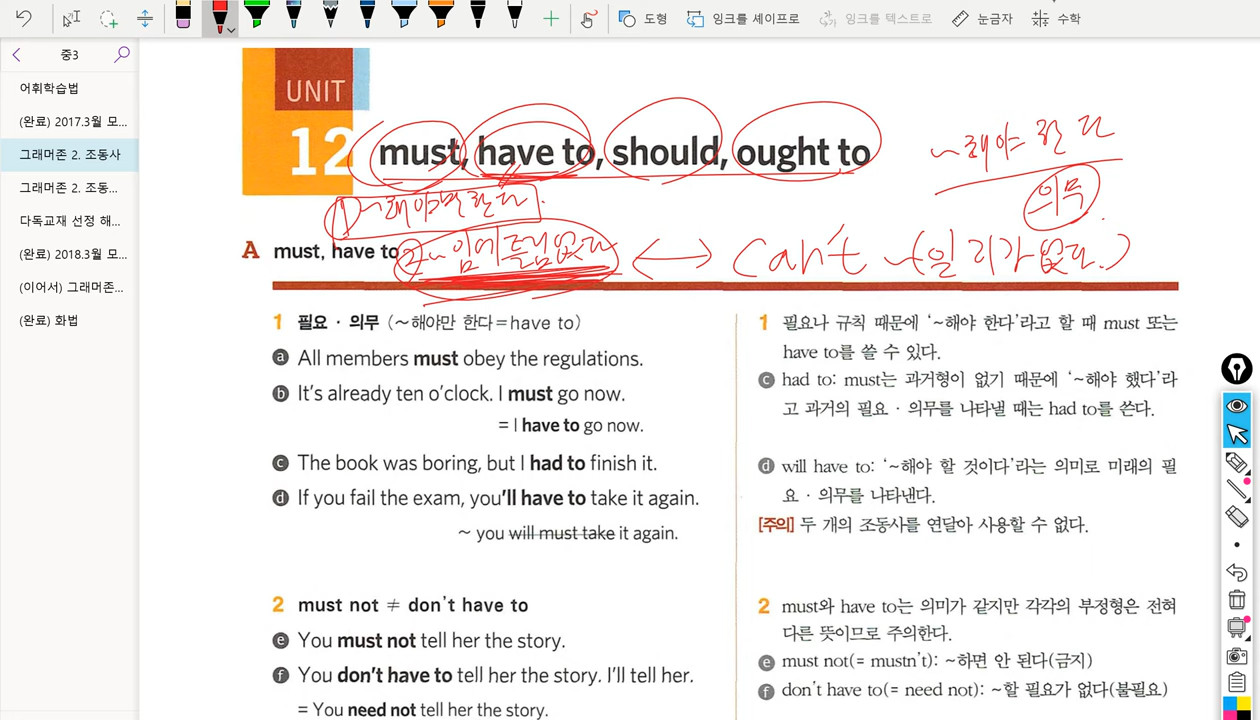 도형
잉크를 셰이프로
잉크를 텍스트로
눈금자
수학
중3
어휘학습법
(완료) 2017.3월 모...
그래머존 2. 조동사
그래머존 2. 조동...
다독교재 선정 해...
(완료) 2018.3월 모...
(이어서) 그래머존...
(완료) 화법
UNIT
12 must, have to, should, ought to
~해야 한다
의무
1 ~해야만 한다
A must, have to 2 ~임에 틀림없다 ↔ can't ~(일 리가 없다.)
1 필요 · 의무 (~해야만 한다=have to)
a All members must obey the regulations.
b It's already ten o'clock. I must go now.
= I have to go now.
c The book was boring, but I had to finish it.
d If you fail the exam, you'll have to take it again.
~ you will must take it again.
2 must not ≠ don't have to
e You must not tell her the story.
f You don't have to tell her the story. I'll tell her.
= You need not tell her the story.
1 필요나 규칙 때문에 '~해야 한다'라고 할 때 must 또는
have to를 쓸 수 있다.
c had to: must는 과거형이 없기 때문에 '~해야 했다'라
고 과거의 필요 · 의무를 나타낼 때는 had to를 쓴다.
d will have to: '~해야 할 것이다'라는 의미로 미래의 필
요 · 의무를 나타낸다.
[주의] 두 개의 조동사를 연달아 사용할 수 없다.
2 must와 have to는 의미가 같지만 각각의 부정형은 전혀
다른 뜻이므로 주의한다.
e must not(= mustn't): ~하면 안 된다(금지)
f don't have to(= need not): ~할 필요가 없다(불필요)